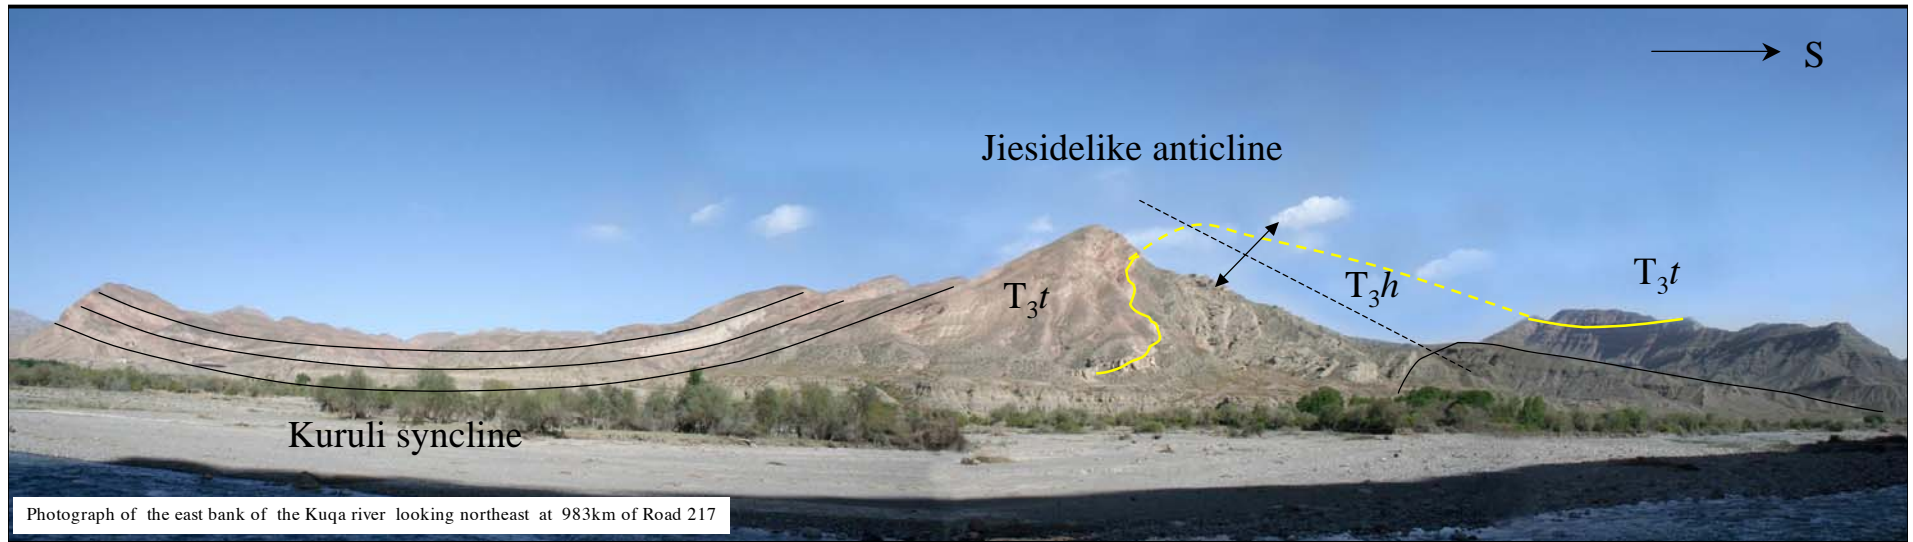 S
Jiesidelike anticline
T₃t
T₃h
T₃t
Kuruli syncline
Photograph of the east bank of the Kuqa river looking northeast at 983km of Road 217